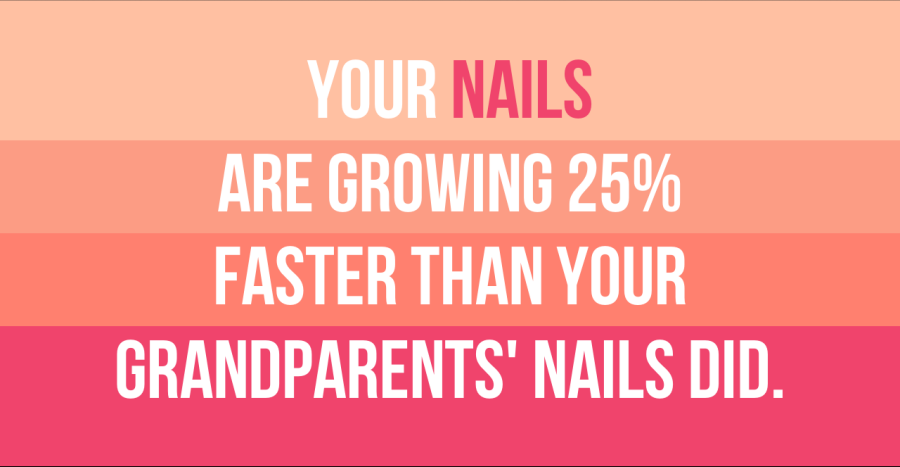 YOUR NAILS
ARE GROWING 25%
FASTER THAN YOUR
GRANDPARENTS' NAILS DID.